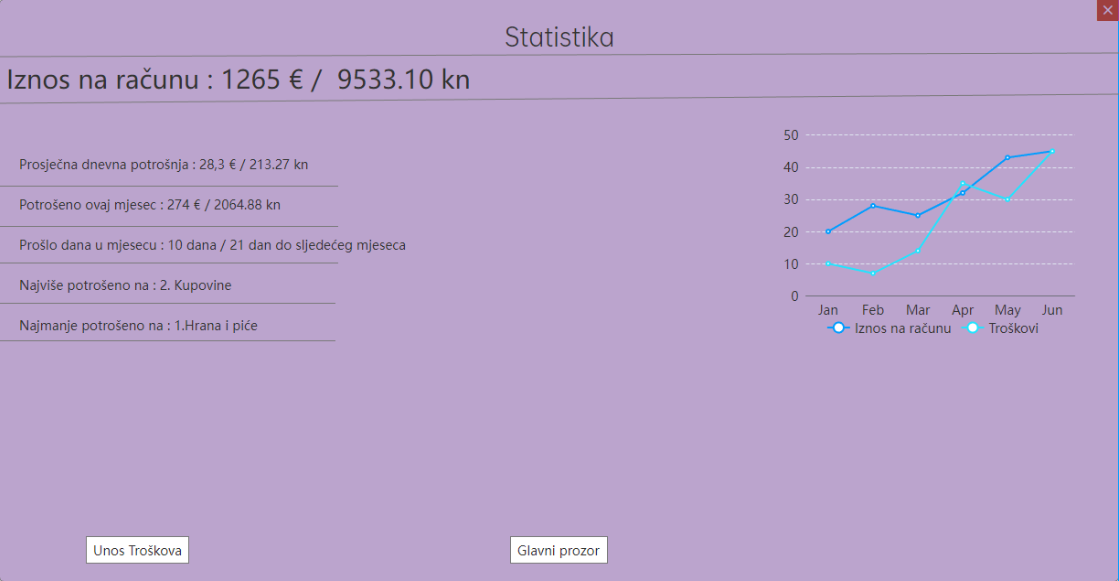 Statistika
Iznos na računu : 1265 € /  9533.10 kn
Prosječna dnevna potrošnja : 28,3 € / 213.27 kn
Potrošeno ovaj mjesec : 274 € / 2064.88 kn
Prošlo dana u mjesecu : 10 dana / 21 dan do sljedećeg mjeseca
Najviše potrošeno na : 2. Kupovine
Najmanje potrošeno na : 1.Hrana i piće
50
40
30
20
10
0
Jan Feb Mar Apr May Jun
Iznos na računu Troškovi
Unos Troškova
Glavni prozor